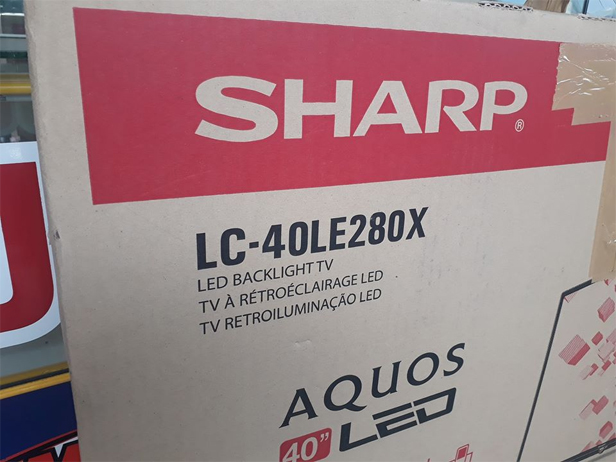 SHARP®
LC-40LE280X
LED BACKLIGHT TV
TV À RÉTROÉCLAIRAGE LED
TV RETROILUMINAÇÃO LED
AQUOS
40" LED